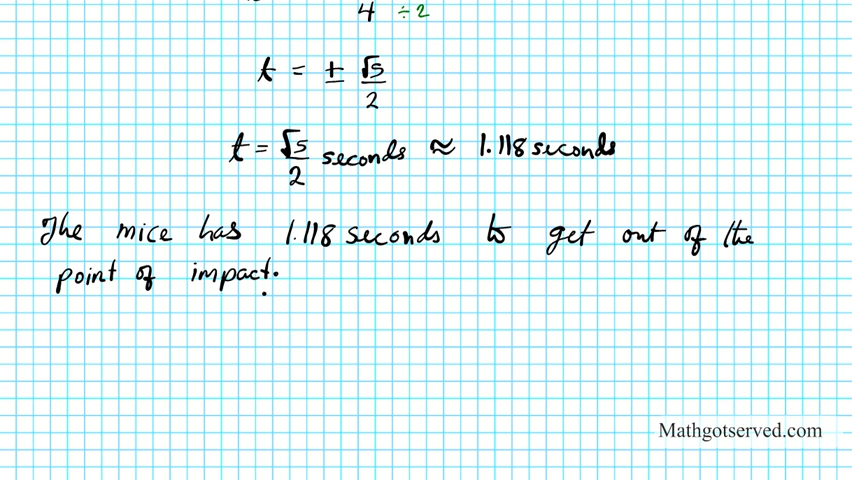 4 ÷2
t = ± √5/2
t = √5/2 seconds ≈ 1.118 seconds
The mice has 1.118 seconds to get out of the
point of impact.
Mathgotserved.com